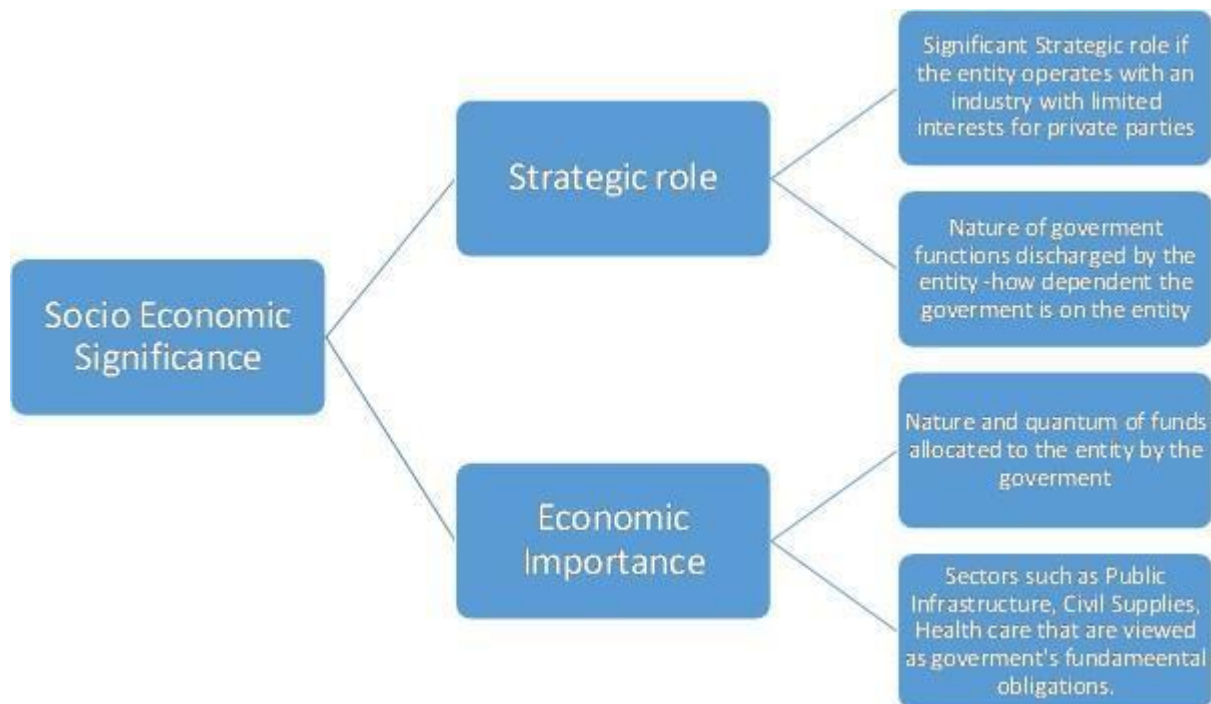 Socio Economic
Significance
Strategic role
Significant Strategic role if
the entity operates with an
industry with limited
interests for private parties
Nature of goverment
functions discharged by the
entity -how dependent the
goverment is on the entity
Economic
Importance
Nature and quantum of funds
allocated to the entity by the
goverment
Sectors such as Public
Infrastructure, Civil Supplies,
Health care that are viewed
as goverment's fundameental
obligations.